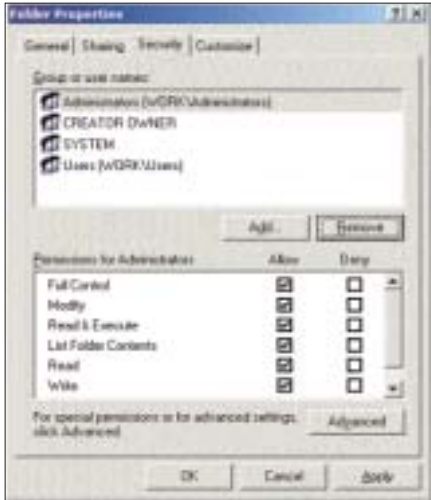 Folder Properties
General Sharing Security Customize
Group or user names:
Administrators (WORK\Administrators)
CREATOR OWNER
SYSTEM
Users (WORK\Users)
Add... Remove
Permissions for Administrators Allow Deny
Full Control
Modify
Read & Execute
List Folder Contents
Read
Write
For special permissions or for advanced settings,
click Advanced.
Advanced
OK Cancel Apply